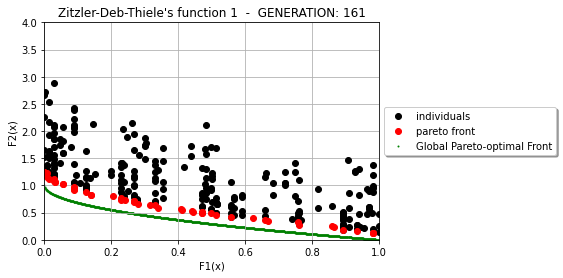 Zitzler-Deb-Thiele's function 1 - GENERATION: 161
4.0
3.5
3.0
2.5
2.0
1.5
1.0
0.5
0.0
F2(x)
0.0 0.2 0.4 0.6 0.8 1.0
F1(x)
individuals
pareto front
Global Pareto-optimal Front